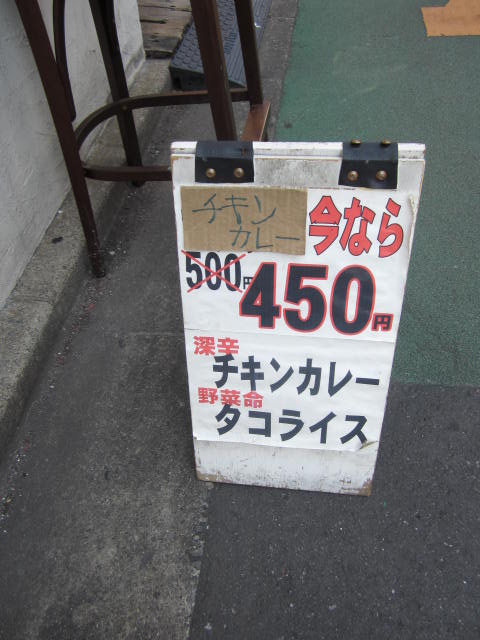 チキン
カレー
今なら
500円
450円
深辛
チキンカレー
野菜命
タコライス